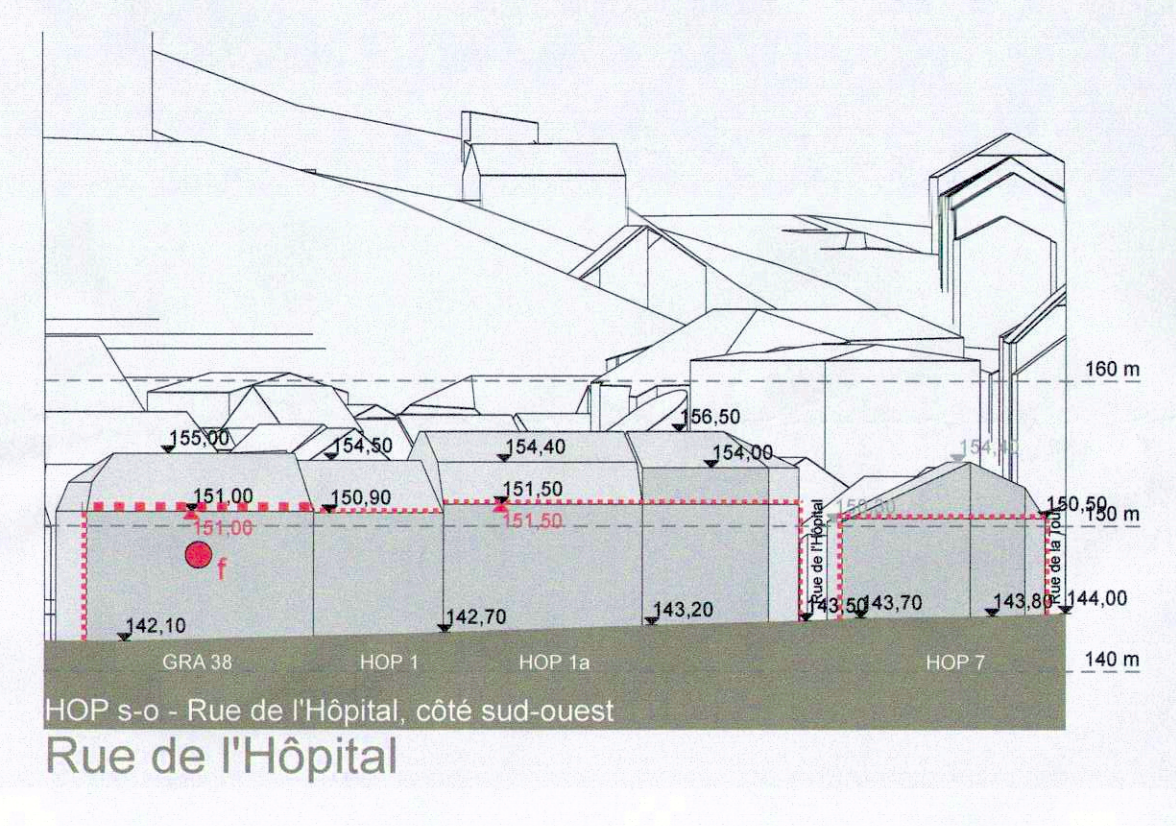 160 m
156,50
155,00
154,50
154,40
154,00
154,40
151,00
150,90
151,50
150,50
150 m
151,00
151,50
f
Rue de l'Hôpital
Rue de la Tour
142,10
142,70
143,20
143,50
143,70
143,80
144,00
GRA 38
HOP 1
HOP 1a
HOP 7
140 m
HOP s-o - Rue de l'Hôpital, côté sud-ouest
Rue de l'Hôpital